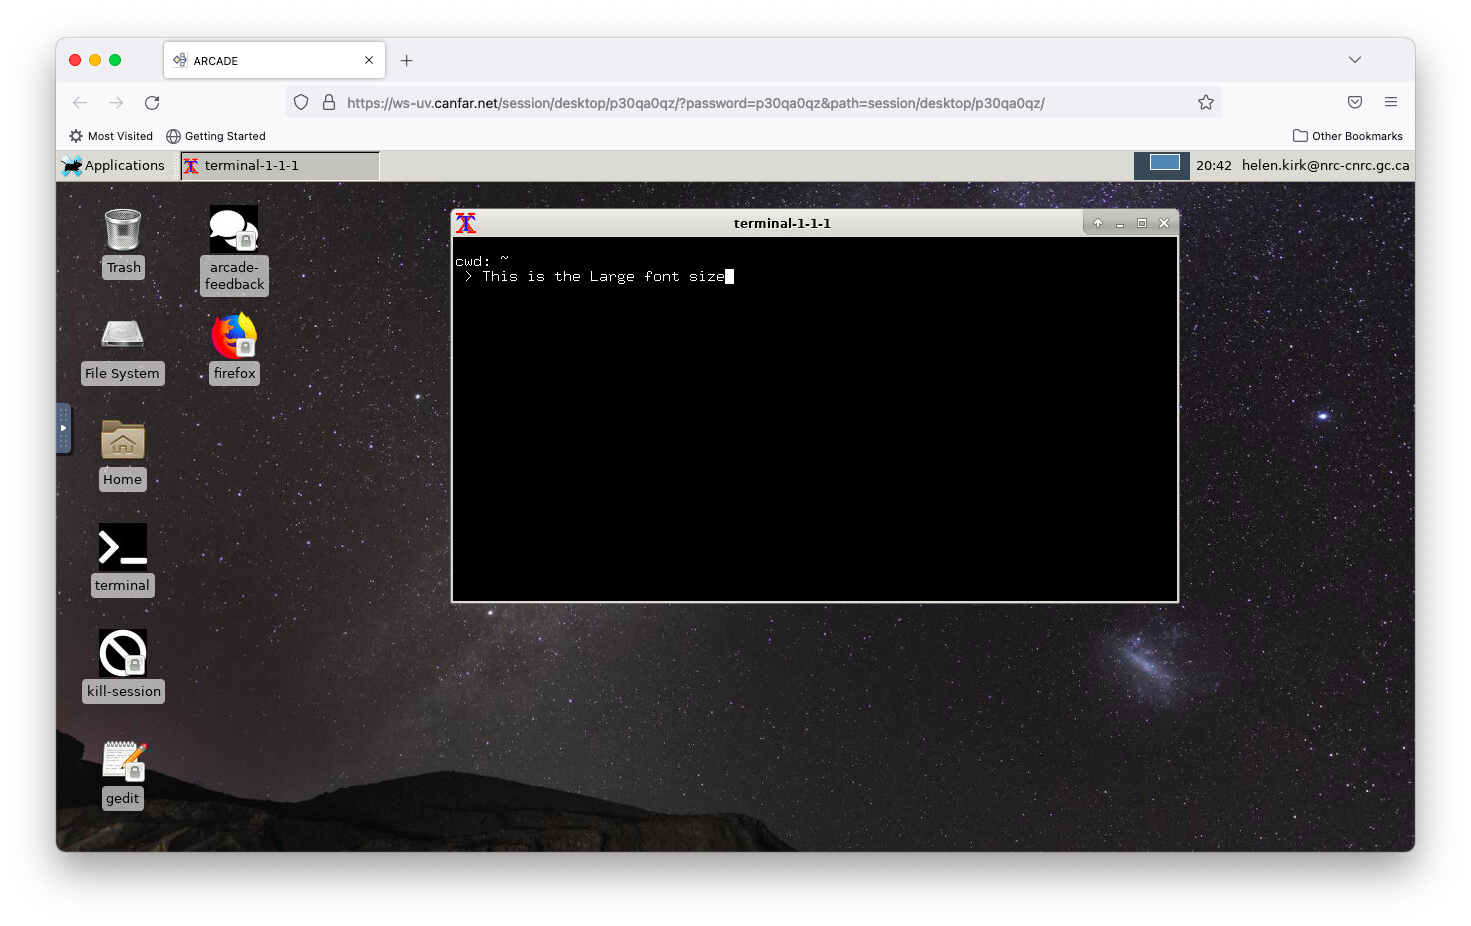 ARCADE
https://ws-uv.canfar.net/session/desktop/p30qa0qz/?password=p30qa0qz&path=session/desktop/p30qa0qz/
Most Visited
Getting Started
Other Bookmarks
Applications
terminal-1-1-1
20:42
helen.kirk@nrc-cnrc.gc.ca
Trash
arcade-
feedback
File System
firefox
Home
terminal
kill-session
gedit
terminal-1-1-1
cwd: ~
> This is the Large font size